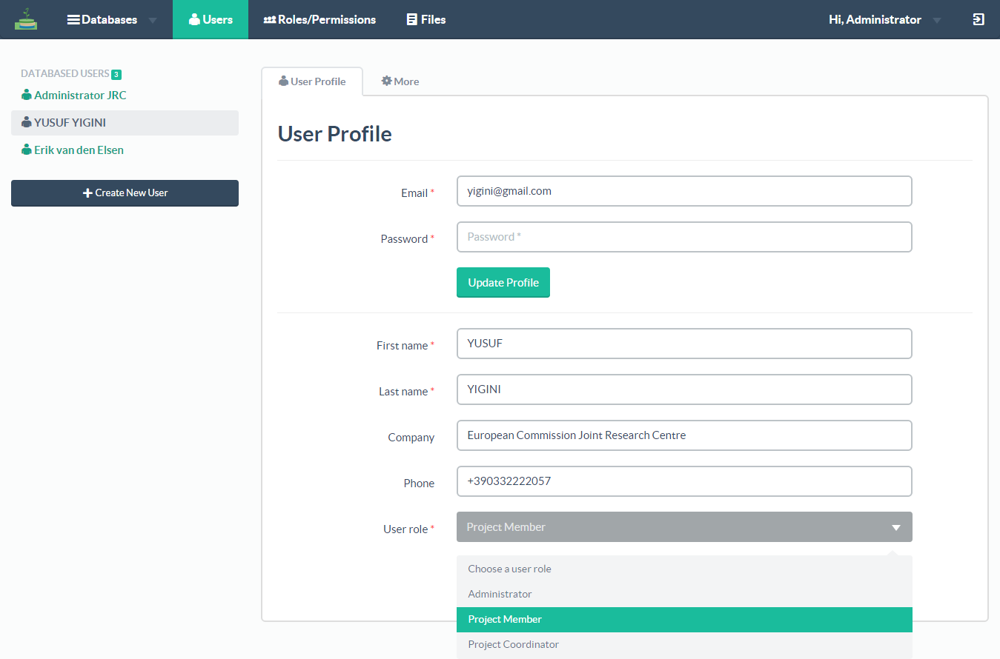 Databases Users Roles/Permissions Files Hi, Administrator
DATABASED USERS 3
Administrator JRC
YUSUF YIGINI
Erik van den Elsen
Create New User
User Profile More
User Profile
Email * yigini@gmail.com
Password * Password *
Update Profile
First name * YUSUF
Last name * YIGINI
Company European Commission Joint Research Centre
Phone +390332222057
User role * Project Member
Choose a user role
Administrator
Project Member
Project Coordinator